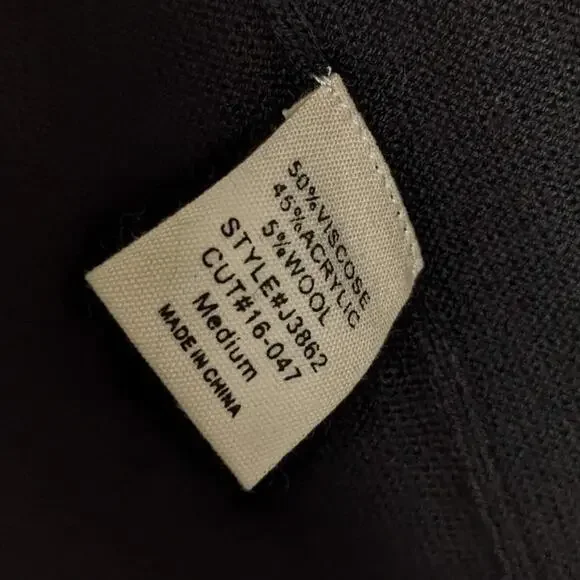 50%VISCOSE
45%ACRYLIC
5%WOOL
STYLE#J3862
CUT#16-047
Medium
MADE IN CHINA